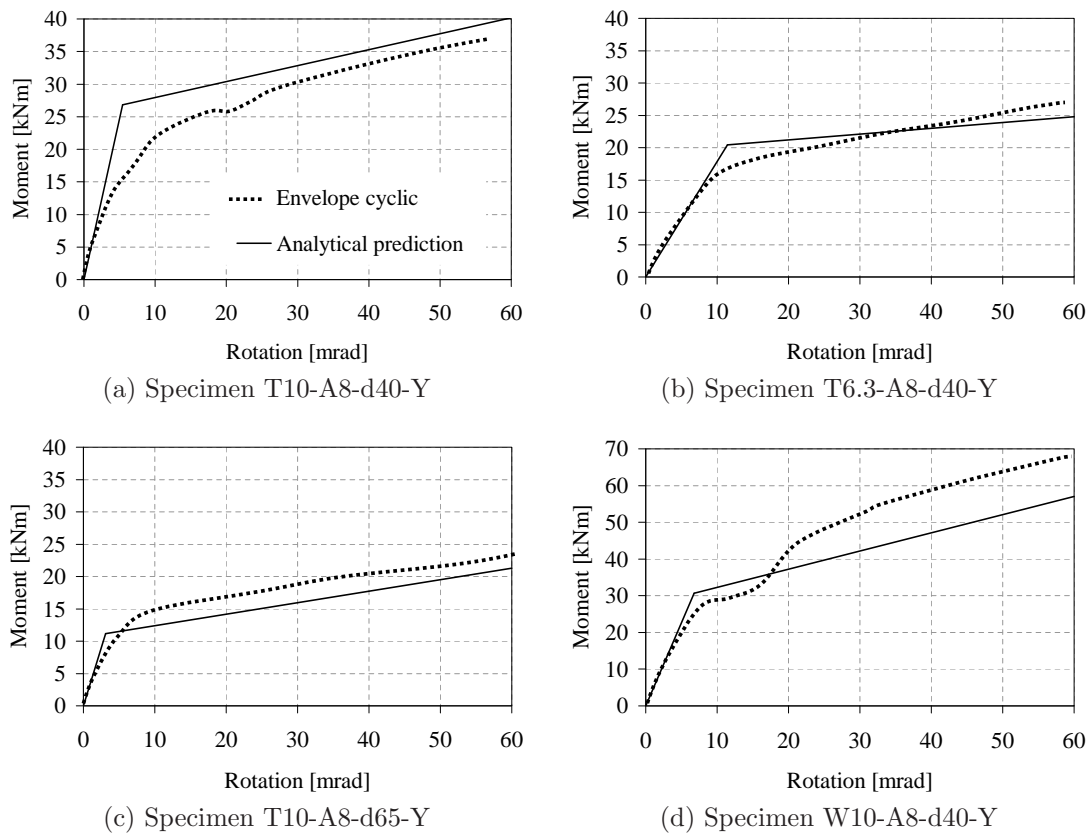 40
35
30
25
20
15
10
5
0
Moment [kNm]
Envelope cyclic
Analytical prediction
0 10 20 30 40 50 60
Rotation [mrad]
(a) Specimen T10-A8-d40-Y
40
35
30
25
20
15
10
5
0
Moment [kNm]
0 10 20 30 40 50 60
Rotation [mrad]
(b) Specimen T6.3-A8-d40-Y
40
35
30
25
20
15
10
5
0
Moment [kNm]
0 10 20 30 40 50 60
Rotation [mrad]
(c) Specimen T10-A8-d65-Y
70
60
50
40
30
20
10
0
Moment [kNm]
0 10 20 30 40 50 60
Rotation [mrad]
(d) Specimen W10-A8-d40-Y